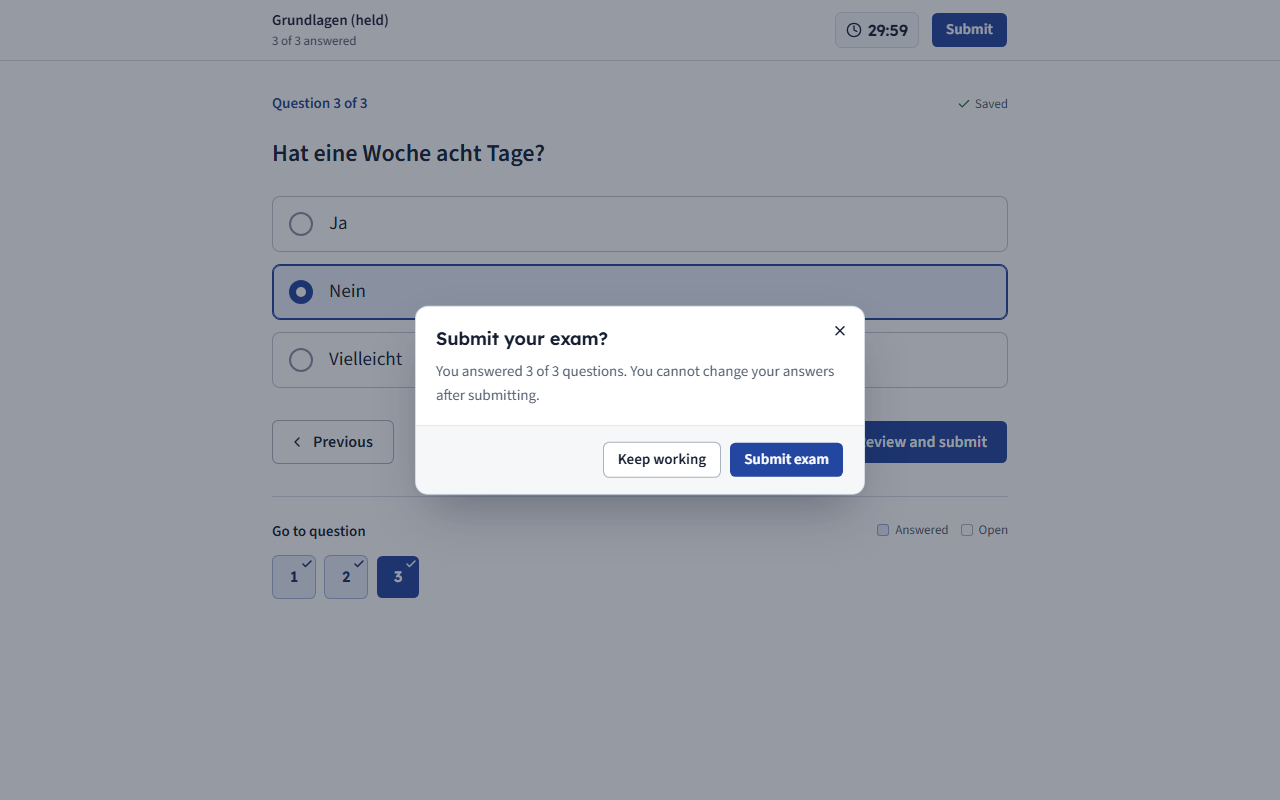 Grundlagen (held)
3 of 3 answered
29:59
Submit
Question 3 of 3
Saved
Hat eine Woche acht Tage?
Ja
Nein
Vielleicht
Submit your exam?
You answered 3 of 3 questions. You cannot change your answers
after submitting.
Keep working
Submit exam
Previous
eview and submit
Go to question
Answered
Open
1
2
3